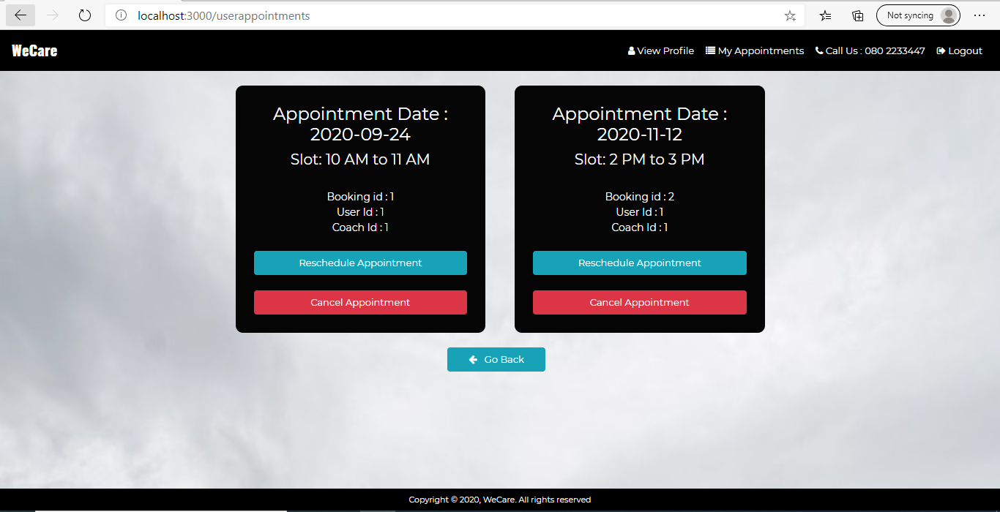 localhost:3000/userappointments
Not syncing
WeCare
View Profile
My Appointments
Call Us : 080 2233447
Logout
Appointment Date :
2020-09-24
Slot: 10 AM to 11 AM
Booking id : 1
User Id : 1
Coach Id : 1
Reschedule Appointment
Cancel Appointment
Appointment Date :
2020-11-12
Slot: 2 PM to 3 PM
Booking id : 2
User Id : 1
Coach Id : 1
Reschedule Appointment
Cancel Appointment
Go Back
Copyright © 2020, WeCare. All rights reserved